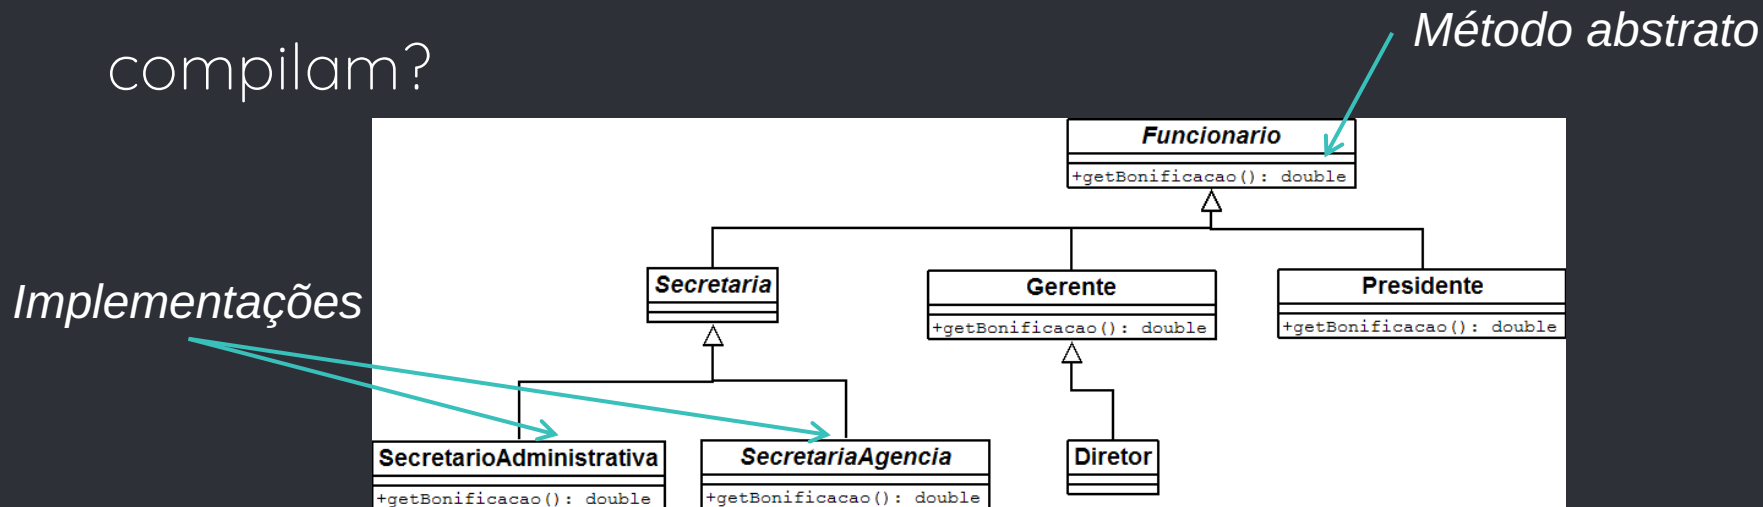 Método abstrato
compilam?
Funcionario
+getBonificacao(): double
Implementações
Secretaria
Gerente
+getBonificacao(): double
Presidente
+getBonificacao(): double
SecretarioAdministrativa
+getBonificacao(): double
SecretariaAgencia
+getBonificacao(): double
Diretor